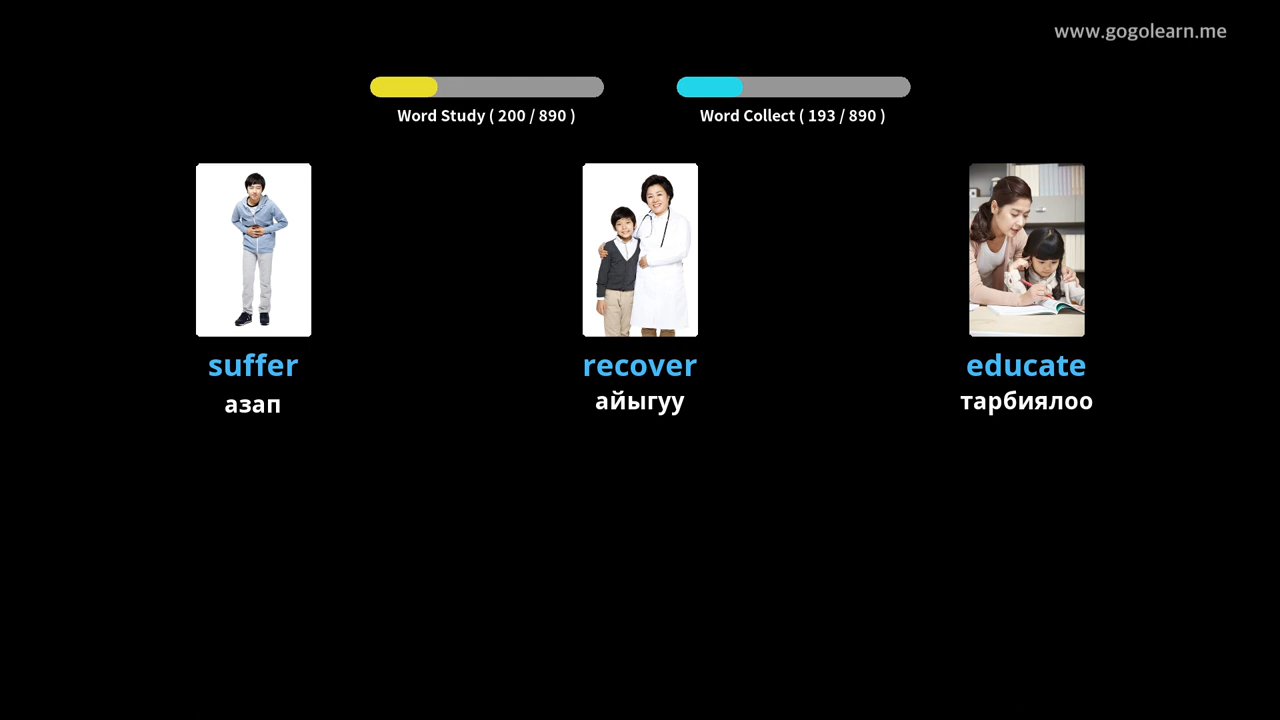 www.gogolearn.me
Word Study ( 200 / 890 )
Word Collect ( 193 / 890 )
suffer
азап
recover
айыгуу
educate
тарбиялоо